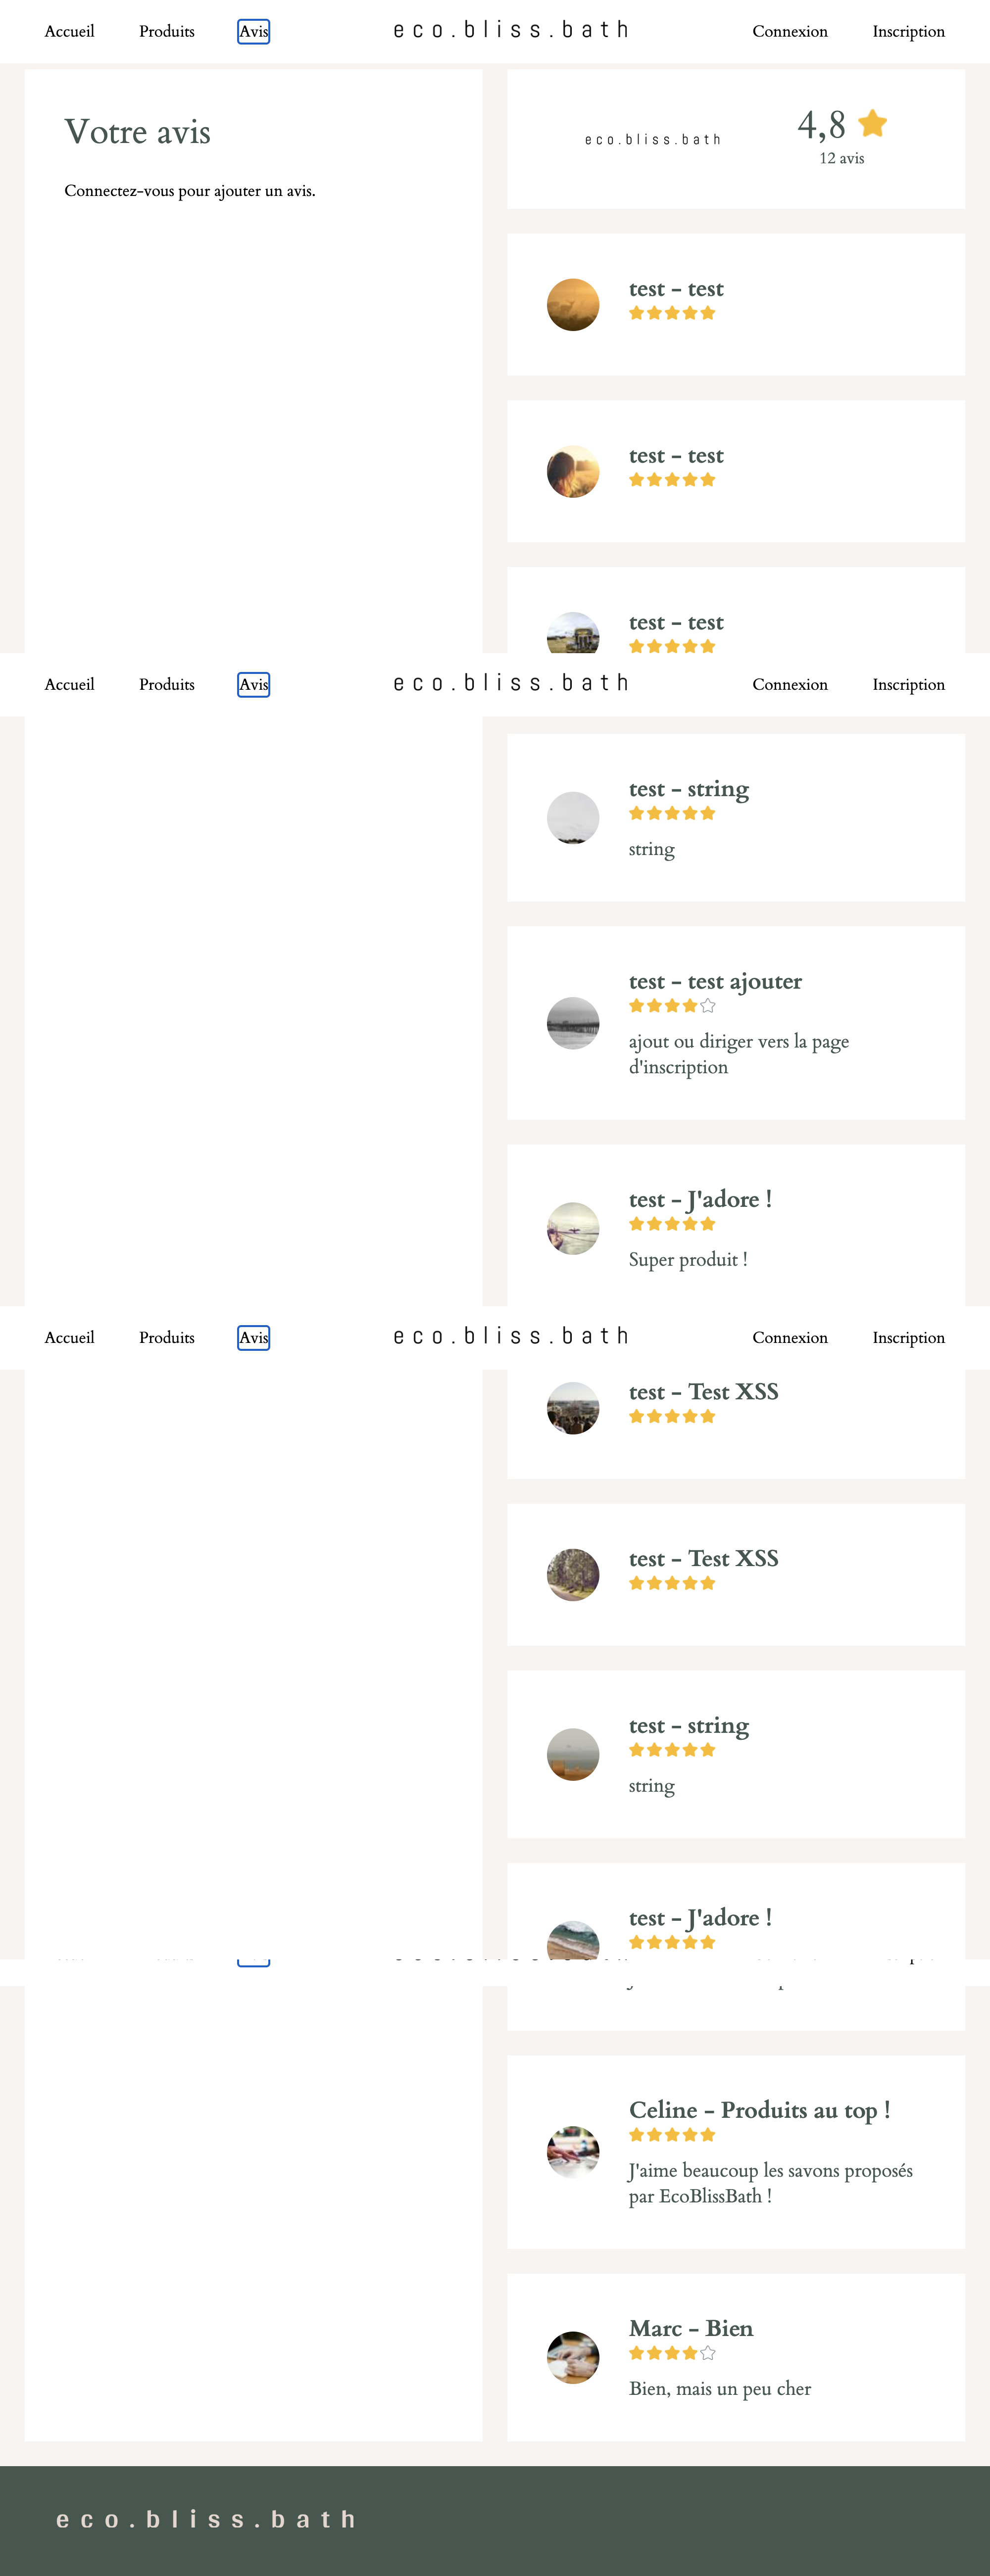 Accueil Produits Avis eco.bliss.bath Connexion Inscription
Votre avis
Connectez-vous pour ajouter un avis.
eco.bliss.bath
4,8
12 avis
test - test
test - test
test - test
Accueil Produits Avis eco.bliss.bath Connexion Inscription
test - string
string
test - test ajouter
ajout ou diriger vers la page
d'inscription
test - J'adore !
Super produit !
Accueil Produits Avis eco.bliss.bath Connexion Inscription
test - Test XSS
test - Test XSS
test - string
string
test - J'adore !
Celine - Produits au top !
J'aime beaucoup les savons proposés
par EcoBlissBath !
Marc - Bien
Bien, mais un peu cher
eco.bliss.bath